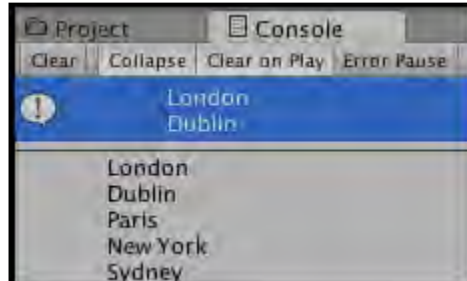 Project Console
Clear Collapse Clear on Play Error Pause
London
Dublin
London
Dublin
Paris
New York
Sydney